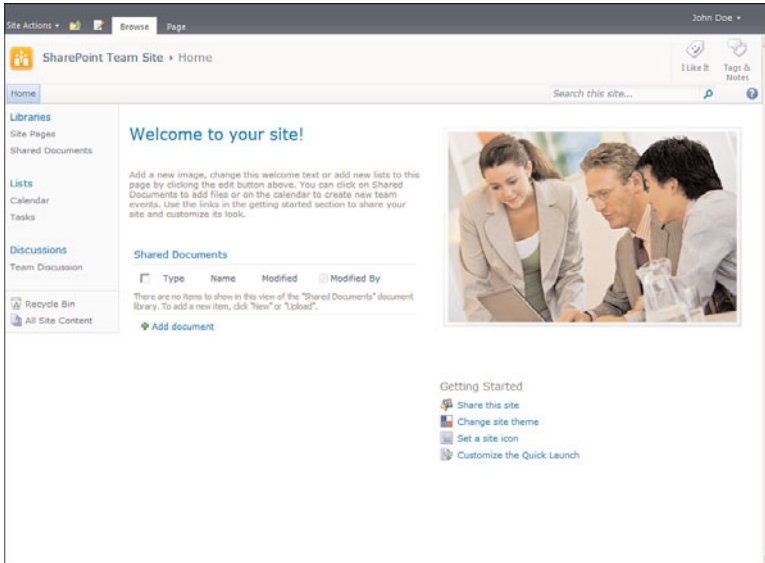 John Doe
Site Actions
Browse
Page
SharePoint Team Site › Home
I Like It
Tags & Notes
Home
Search this site...
Libraries
Site Pages
Shared Documents
Lists
Calendar
Tasks
Discussions
Team Discussion
Recycle Bin
All Site Content
Welcome to your site!
Add a new image, change this welcome text or add new lists to this
page by clicking the edit button above. You can click on Shared
Documents to add files or on the calendar to create new team
events. Use the links in the getting started section to share your
site and customize its look.
Shared Documents
Type Name Modified Modified By
There are no items to show in this view of the "Shared Documents" document
library. To add a new item, click "New" or "Upload".
Add document
Getting Started
Share this site
Change site theme
Set a site icon
Customize the Quick Launch